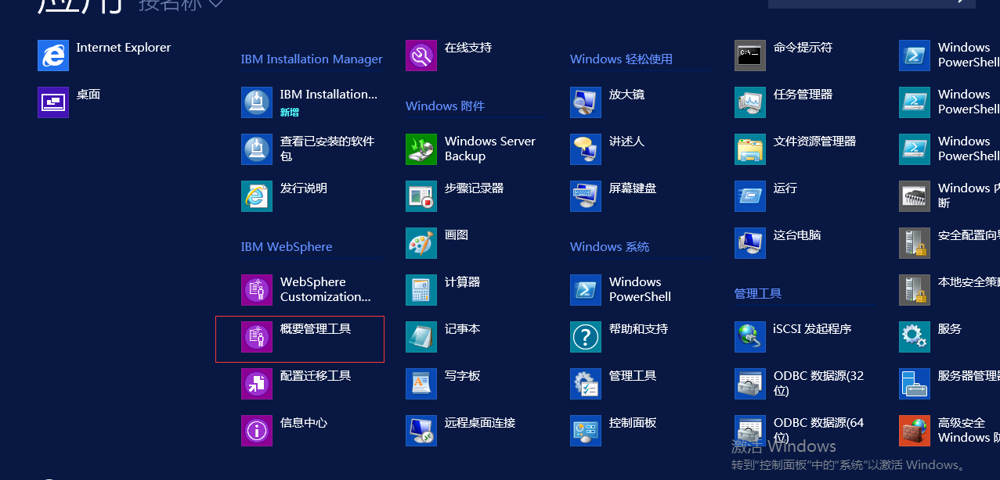 应用 按名称
Internet Explorer
桌面
IBM Installation Manager
IBM Installation...
新增
查看已安装的软件
包
发行说明
IBM WebSphere
WebSphere
Customization...
概要管理工具
配置迁移工具
信息中心
在线支持
Windows 附件
Windows Server
Backup
步骤记录器
画图
计算器
记事本
写字板
远程桌面连接
Windows 轻松使用
放大镜
讲述人
屏幕键盘
Windows 系统
Windows
PowerShell
帮助和支持
管理工具
控制面板
命令提示符
任务管理器
文件资源管理器
运行
这台电脑
管理工具
iSCSI 发起程序
ODBC 数据源(32
位)
ODBC 数据源(64
位)
Windows
PowerShell
Windows
PowerShell
Windows
PowerShell
Windows 内
断
安全配置向导
本地安全策略
服务
服务器管理器
高级安全
Windows 防
激活 Windows
转到“控制面板”中的“系统”以激活 Windows。